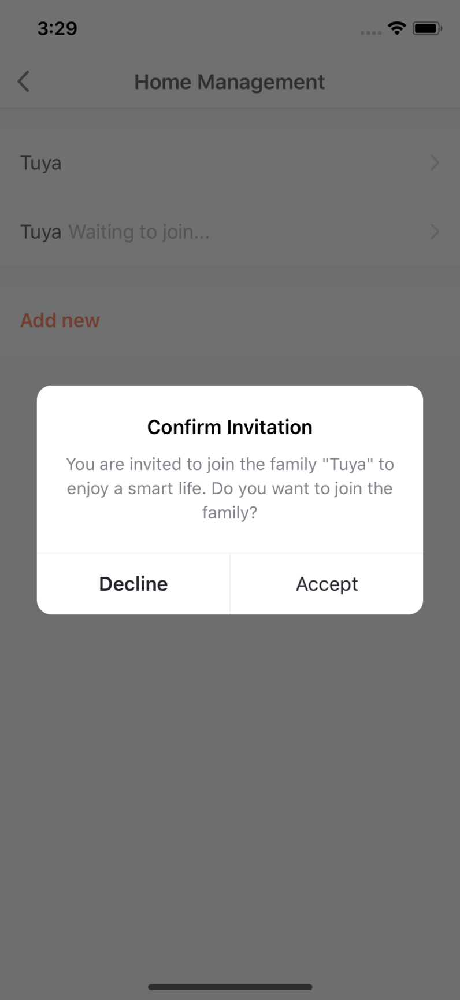 3:29
Home Management
Tuya
Tuya Waiting to join...
Add new
Confirm Invitation
You are invited to join the family "Tuya" to
enjoy a smart life. Do you want to join the
family?
Decline
Accept